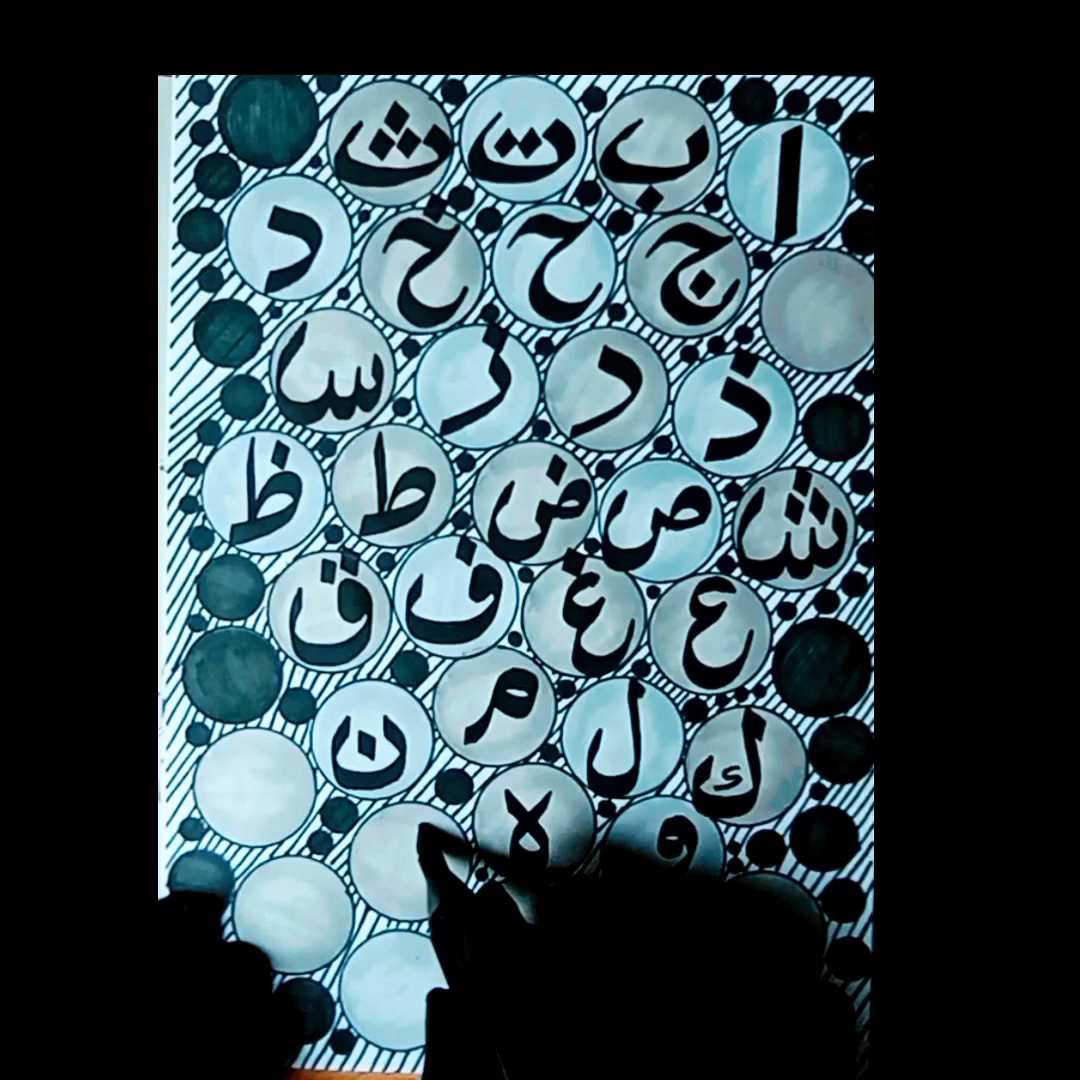 ا ب ت ث
ج ح خ د
ذ ر ز س
ش ص ض ط ظ
ع غ ف ق
ك ل م ن
لا